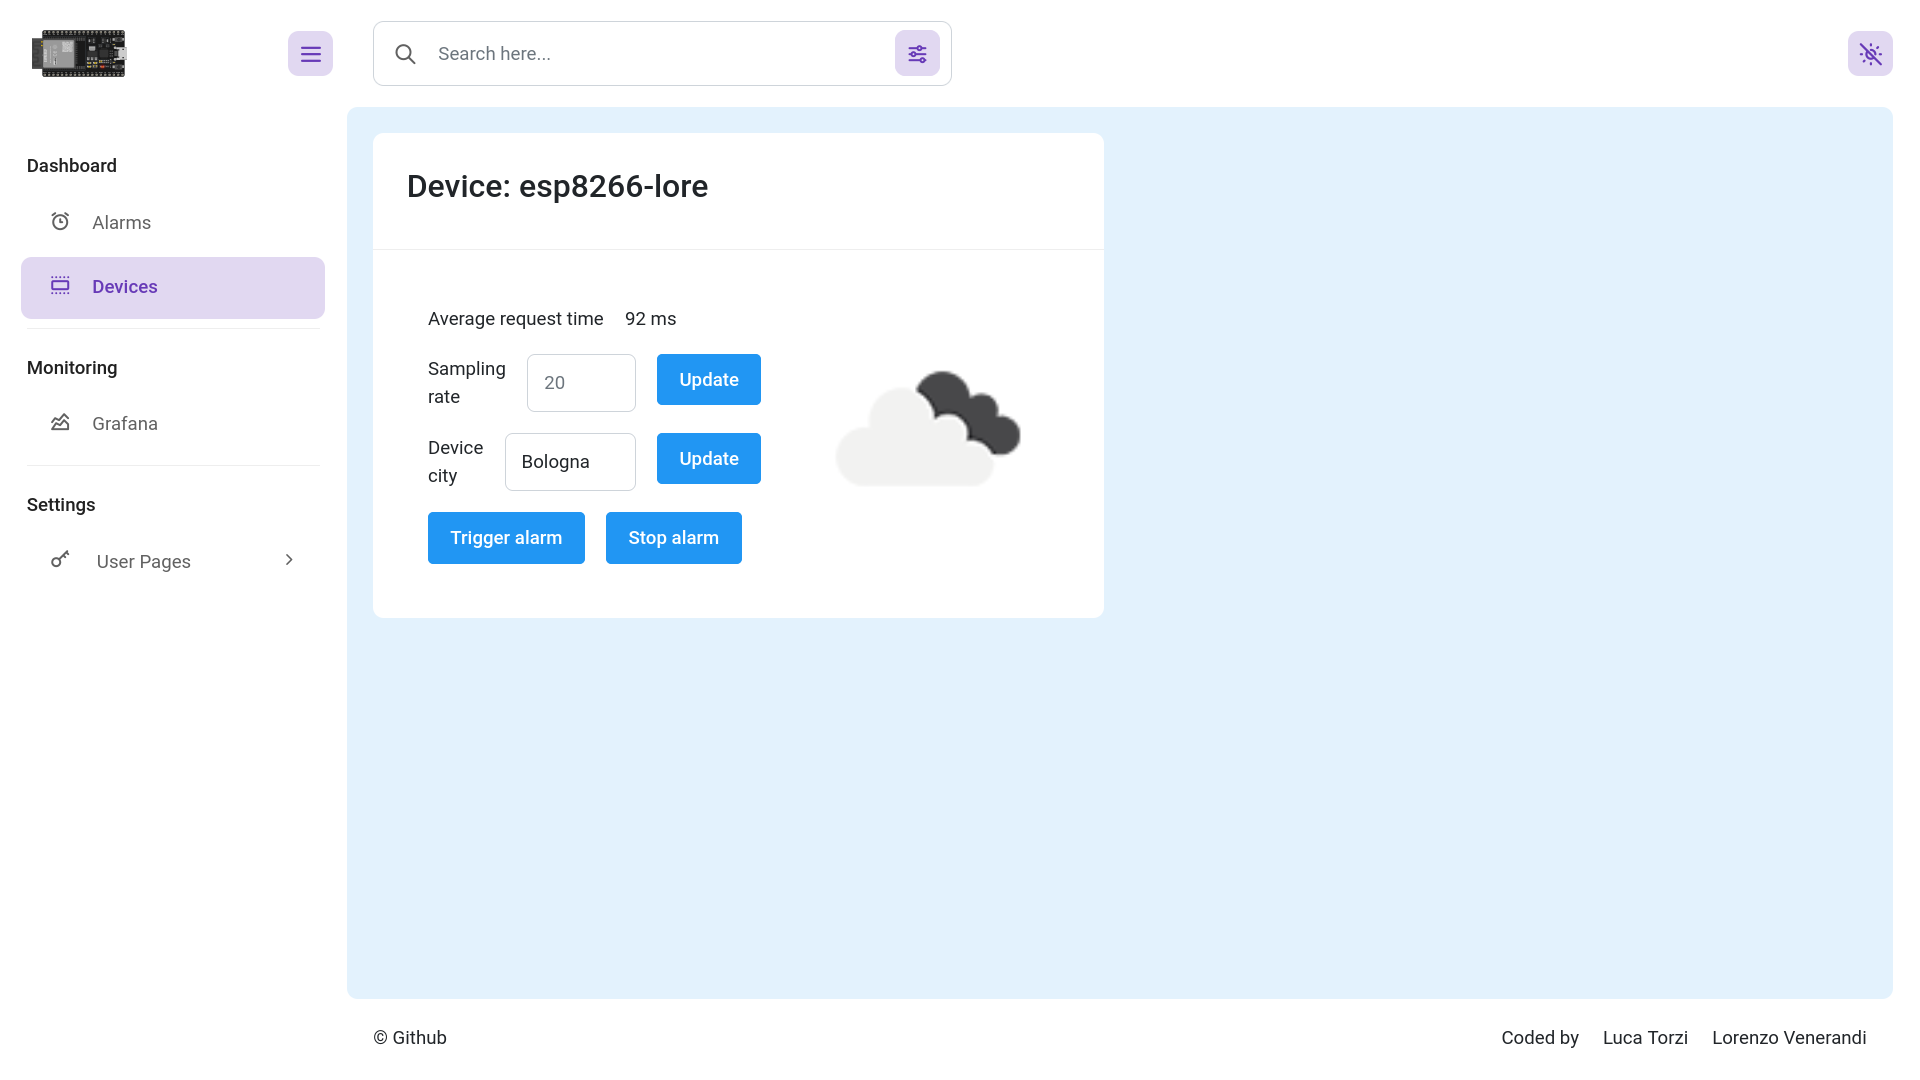 Search here...
Dashboard
Alarms
Devices
Monitoring
Grafana
Settings
User Pages
Device: esp8266-lore
Average request time 92 ms
Sampling
rate
20
Update
Device
city
Bologna
Update
Trigger alarm
Stop alarm
© Github
Coded by Luca Torzi Lorenzo Venerandi